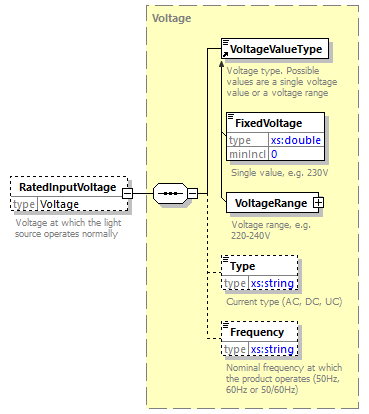 Voltage
VoltageValueType
Voltage type. Possible
values are a single voltage
value or a voltage range
FixedVoltage
type xs:double
minIncl 0
Single value, e.g. 230V
RatedInputVoltage
type Voltage
Voltage at which the light
source operates normally
VoltageRange
Voltage range, e.g.
220-240V
Type
type xs:string
Current type (AC, DC, UC)
Frequency
type xs:string
Nominal frequency at which
the product operates (50Hz,
60Hz or 50/60Hz)